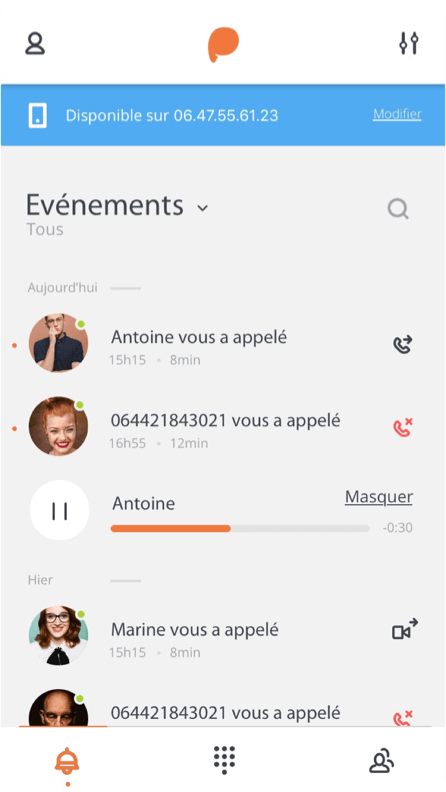 Disponible sur 06.47.55.61.23 Modifier
Evénements
Tous
Aujourd'hui
Antoine vous a appelé
15h15 • 8min
064421843021 vous a appelé
16h55 • 12min
Antoine Masquer
-0:30
Hier
Marine vous a appelé
15h15 • 8min
064421843021 vous a appelé